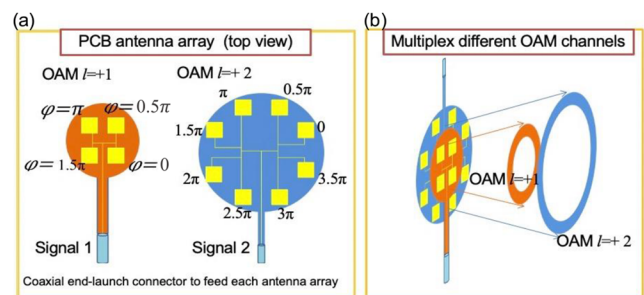 (a)
PCB antenna array (top view)
OAM l=+1
OAM l=+ 2
φ=π
φ=0.5π
φ=1.5π
φ=0
π
0.5π
1.5π
0
2π
3.5π
2.5π
3π
Signal 1
Signal 2
Coaxial end-launch connector to feed each antenna array
(b)
Multiplex different OAM channels
OAM l=+1
OAM l=+ 2